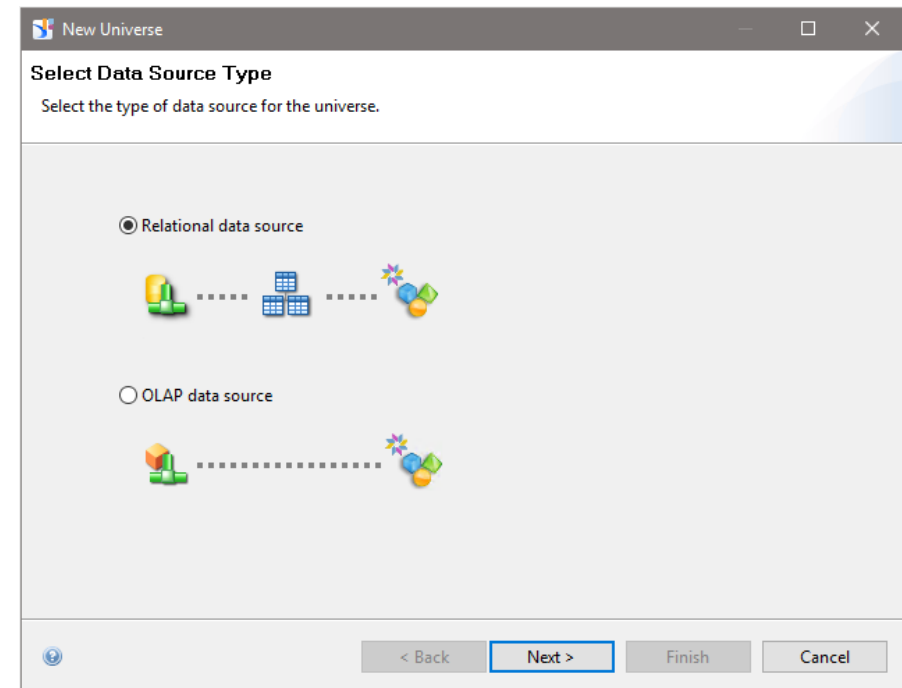 New Universe
Select Data Source Type
Select the type of data source for the universe.
Relational data source
OLAP data source
< Back Next > Finish Cancel